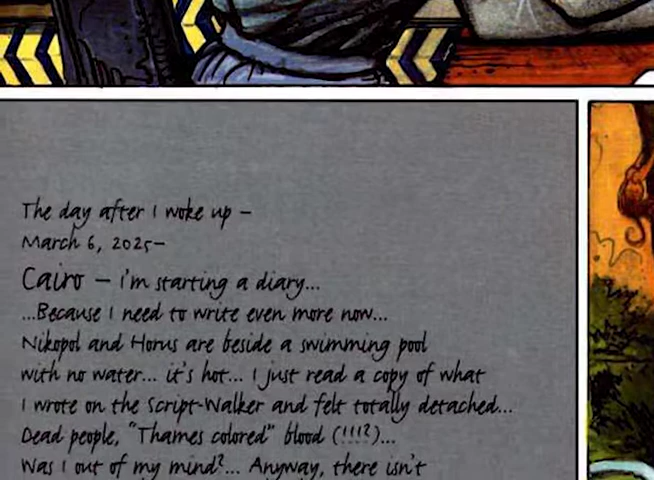 The day after I woke up –
March 6, 2025–
Cairo – I'm starting a diary...
...Because I need to write even more now...
Nikopol and Horus are beside a swimming pool
with no water... it's hot... I just read a copy of what
I wrote on the Script-Walker and felt totally detached...
Dead people, "Thames colored" blood (!!!?)...
Was I out of my mind?... Anyway, there isn't